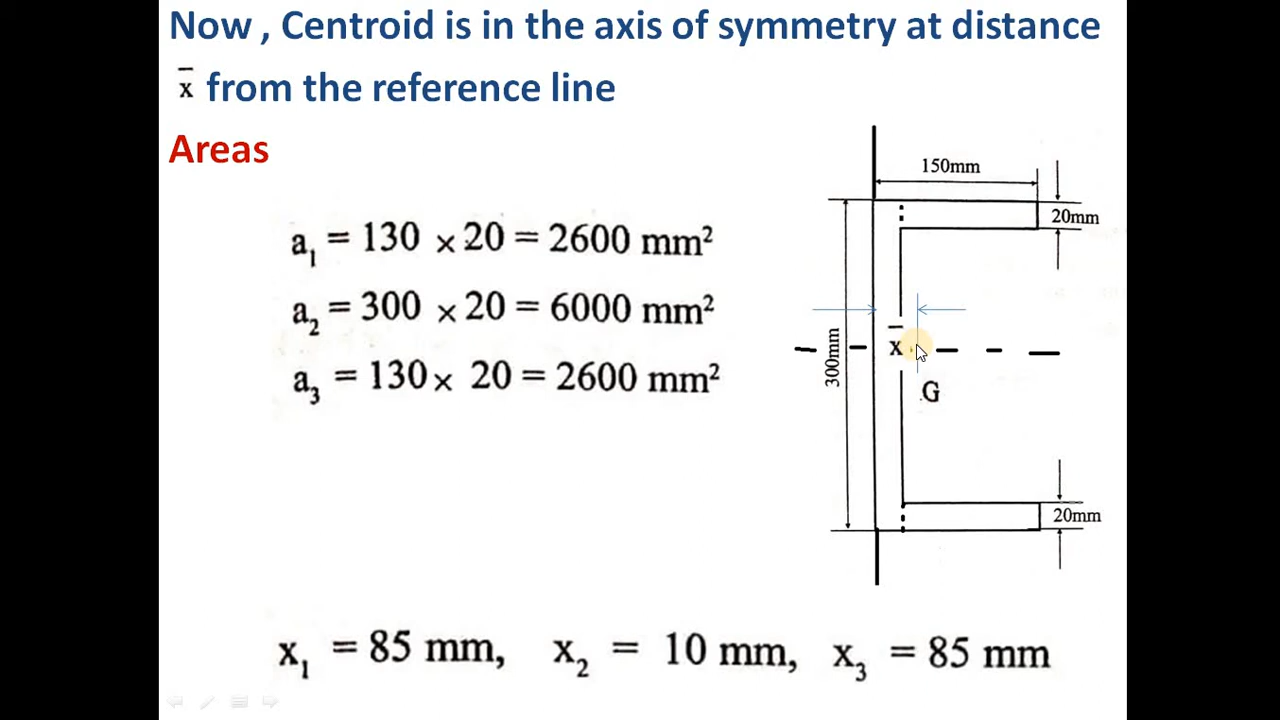 Now , Centroid is in the axis of symmetry at distance
x̄ from the reference line
Areas
a₁ = 130 × 20 = 2600 mm²
a₂ = 300 × 20 = 6000 mm²
a₃ = 130 × 20 = 2600 mm²
150mm
20mm
300mm
x̄
G
20mm
x₁ = 85 mm, x₂ = 10 mm, x₃ = 85 mm